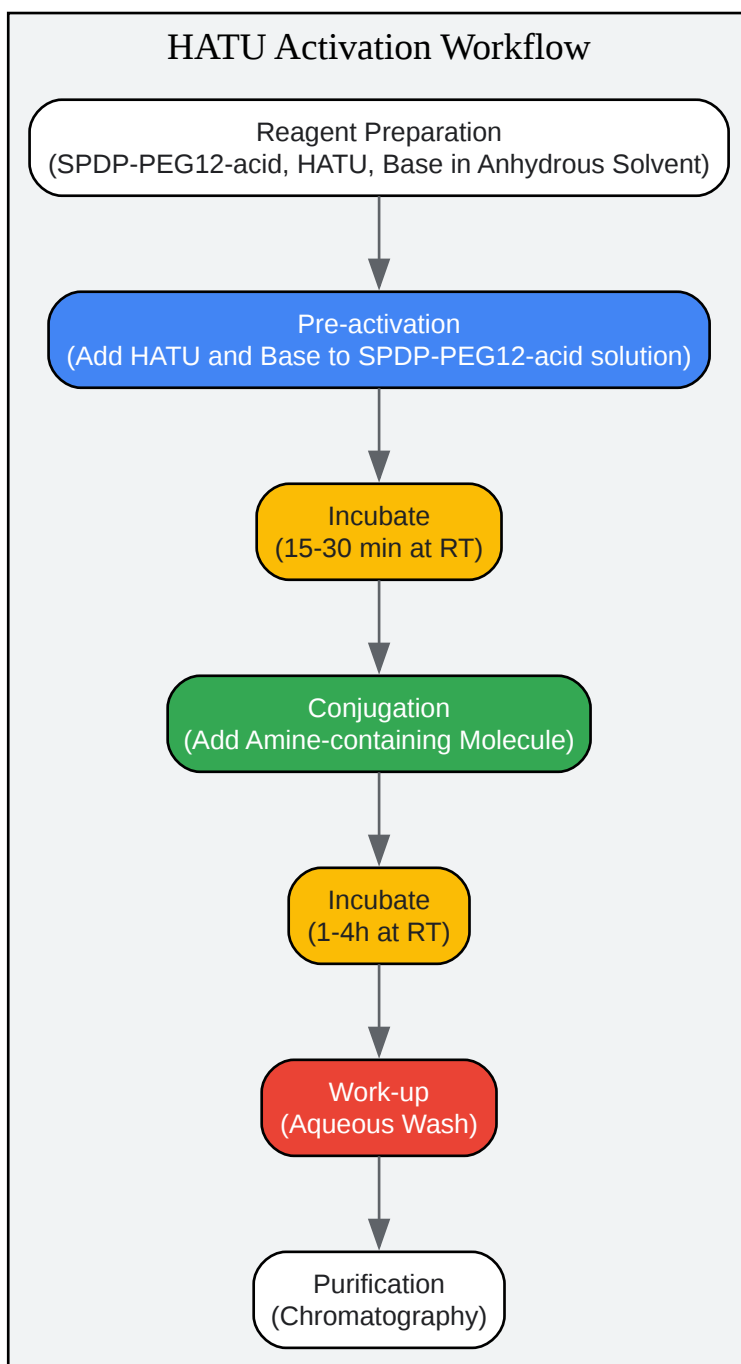 HATU Activation Workflow
Reagent Preparation
(SPDP-PEG12-acid, HATU, Base in Anhydrous Solvent)
Pre-activation
(Add HATU and Base to SPDP-PEG12-acid solution)
Incubate
(15-30 min at RT)
Conjugation
(Add Amine-containing Molecule)
Incubate
(1-4h at RT)
Work-up
(Aqueous Wash)
Purification
(Chromatography)